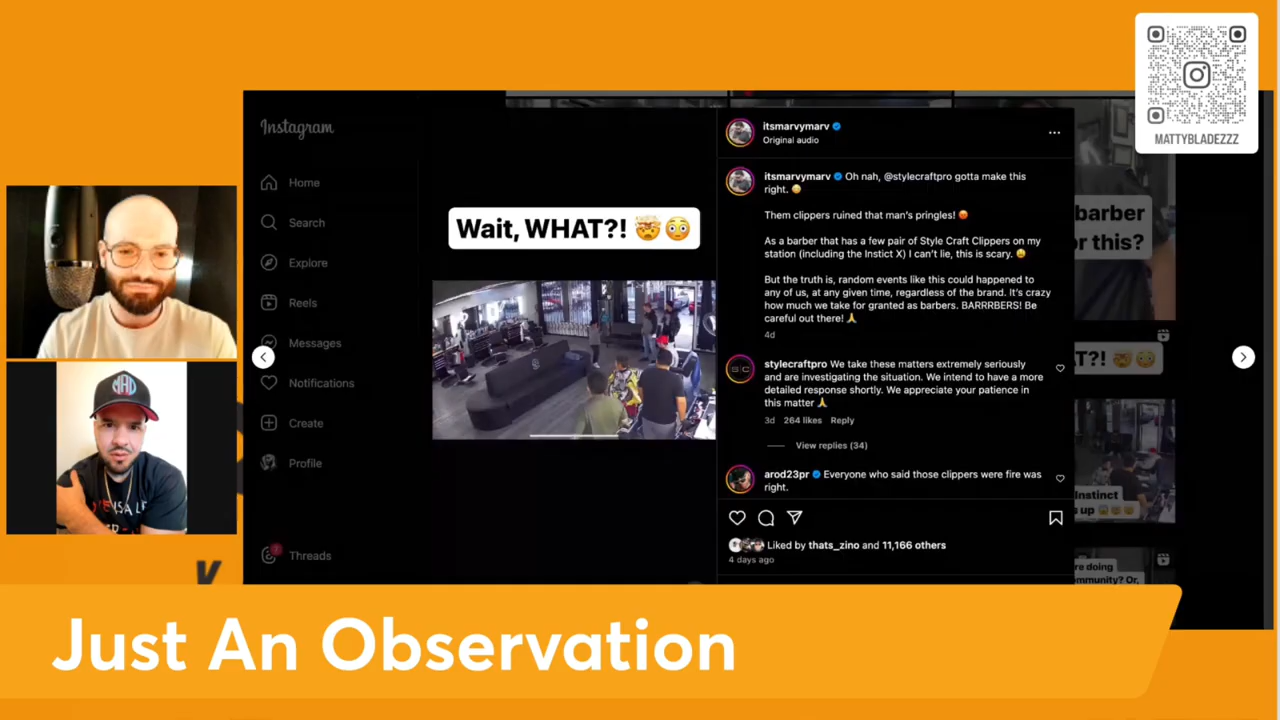 MATTYBLADEZZZ
Instagram
Home
Search
Explore
Reels
Messages
Notifications
Create
Profile
Threads
Wait, WHAT?! 🤯😳
itsmarvymarv
Original audio
itsmarvymarv Oh nah, @stylecraftpro gotta make this
right. 😳
Them clippers ruined that man's pringles! 😡
As a barber that has a few pair of Style Craft Clippers on my
station (including the Instict X) I can't lie, this is scary. 😅
But the truth is, random events like this could happened to
any of us, at any given time, regardless of the brand. It's crazy
how much we take for granted as barbers. BARRRBERS! Be
careful out there! 🙏
4d
stylecraftpro We take these matters extremely seriously
and are investigating the situation. We intend to have a more
detailed response shortly. We appreciate your patience in
this matter 🙏
3d 264 likes Reply
View replies (34)
arod23pr Everyone who said those clippers were fire was
right.
Liked by thats_zino and 11,166 others
4 days ago
barber
r this?
T?! 🤯😳
Instinct
s up
re doing
mmunity? Or,
Just An Observation